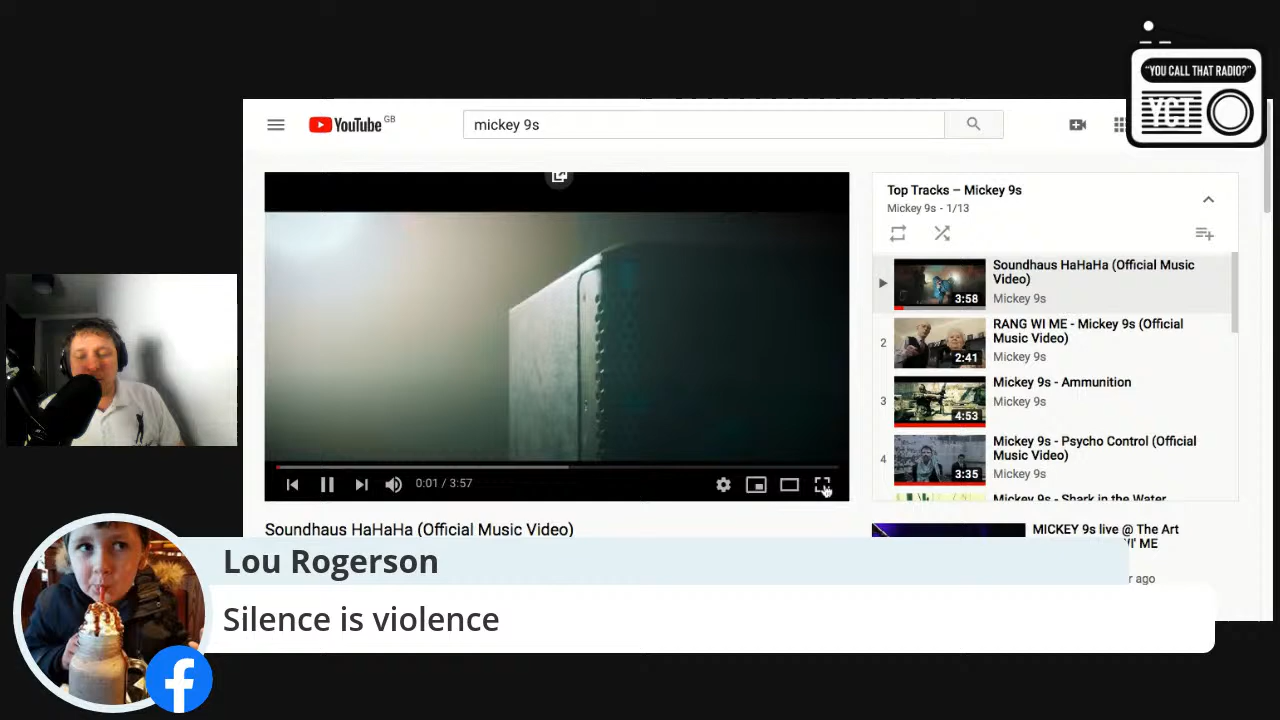 "YOU CALL THAT RADIO?"
YCT
YouTube GB
mickey 9s
Top Tracks – Mickey 9s
Mickey 9s - 1/13
Soundhaus HaHaHa (Official Music
Video)
Mickey 9s
3:58
2
RANG WI ME - Mickey 9s (Official
Music Video)
Mickey 9s
2:41
3
Mickey 9s - Ammunition
Mickey 9s
4:53
4
Mickey 9s - Psycho Control (Official
Music Video)
Mickey 9s
3:35
Mickey 9s - Shark in the Water
0:01 / 3:57
Soundhaus HaHaHa (Official Music Video)
MICKEY 9s live @ The Art
WI' ME
r ago
Lou Rogerson
Silence is violence